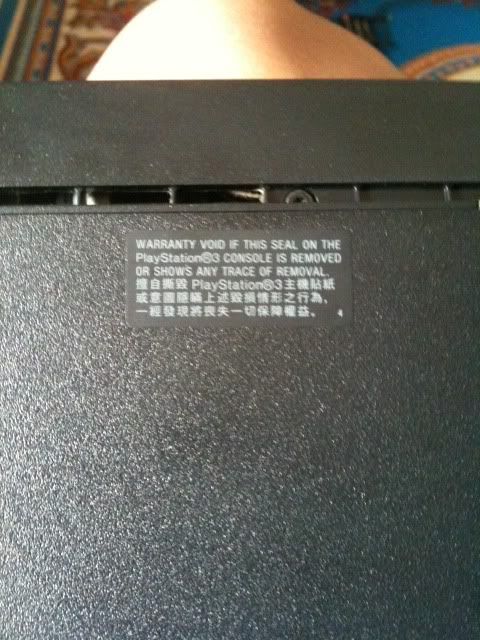 WARRANTY VOID IF THIS SEAL ON THE
PlayStation®3 CONSOLE IS REMOVED
OR SHOWS ANY TRACE OF REMOVAL.
擅自撕毀 PlayStation®3主機貼紙
或意圖隱瞞上述毀損情形之行為,
一經發現將喪失一切保障權益。 4